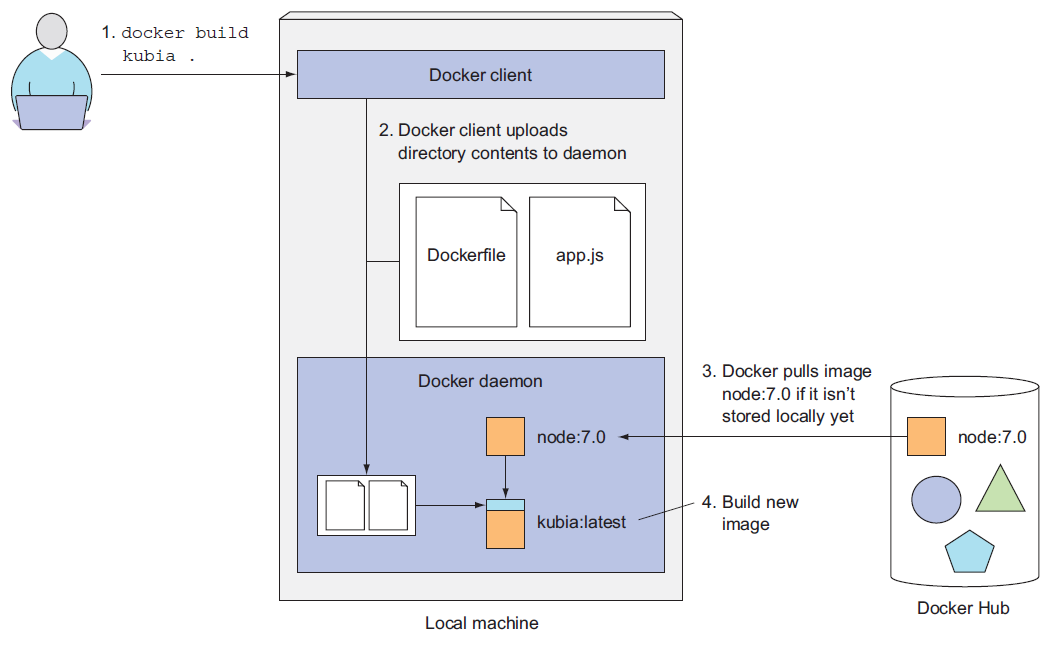 1. docker build
kubia .
Docker client
2. Docker client uploads
directory contents to daemon
Dockerfile
app.js
Docker daemon
3. Docker pulls image
node:7.0 if it isn't
stored locally yet
node:7.0
node:7.0
kubia:latest
4. Build new
image
Docker Hub
Local machine